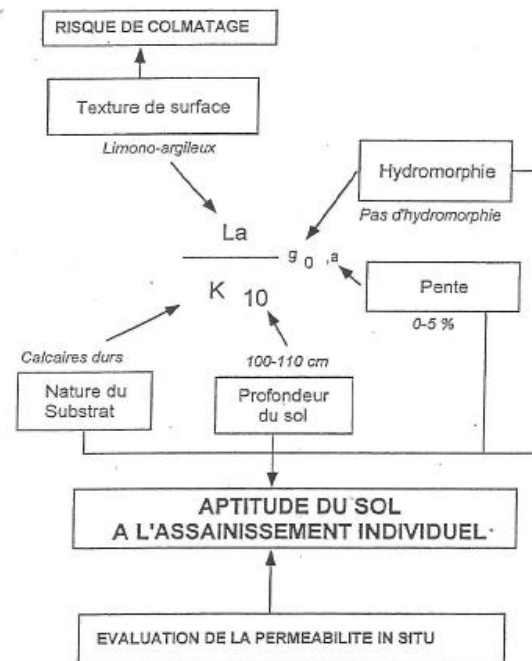 RISQUE DE COLMATAGE
Texture de surface
Limono-argileux
Hydromorphie
Pas d'hydromorphie
La
g 0 ,a
K 10
Pente
0-5 %
Calcaires durs
100-110 cm
Nature du
Substrat
Profondeur
du sol
APTITUDE DU SOL
A L'ASSAINISSEMENT INDIVIDUEL
EVALUATION DE LA PERMEABILITE IN SITU